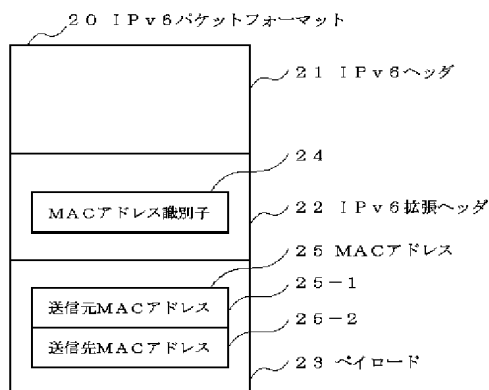 ２０ ＩＰｖ６パケットフォーマット
２１ ＩＰｖ６ヘッダ
２４
ＭＡＣアドレス識別子
２２ ＩＰｖ６拡張ヘッダ
２５ ＭＡＣアドレス
送信元ＭＡＣアドレス
２５－１
送信先ＭＡＣアドレス
２５－２
２３ ペイロード